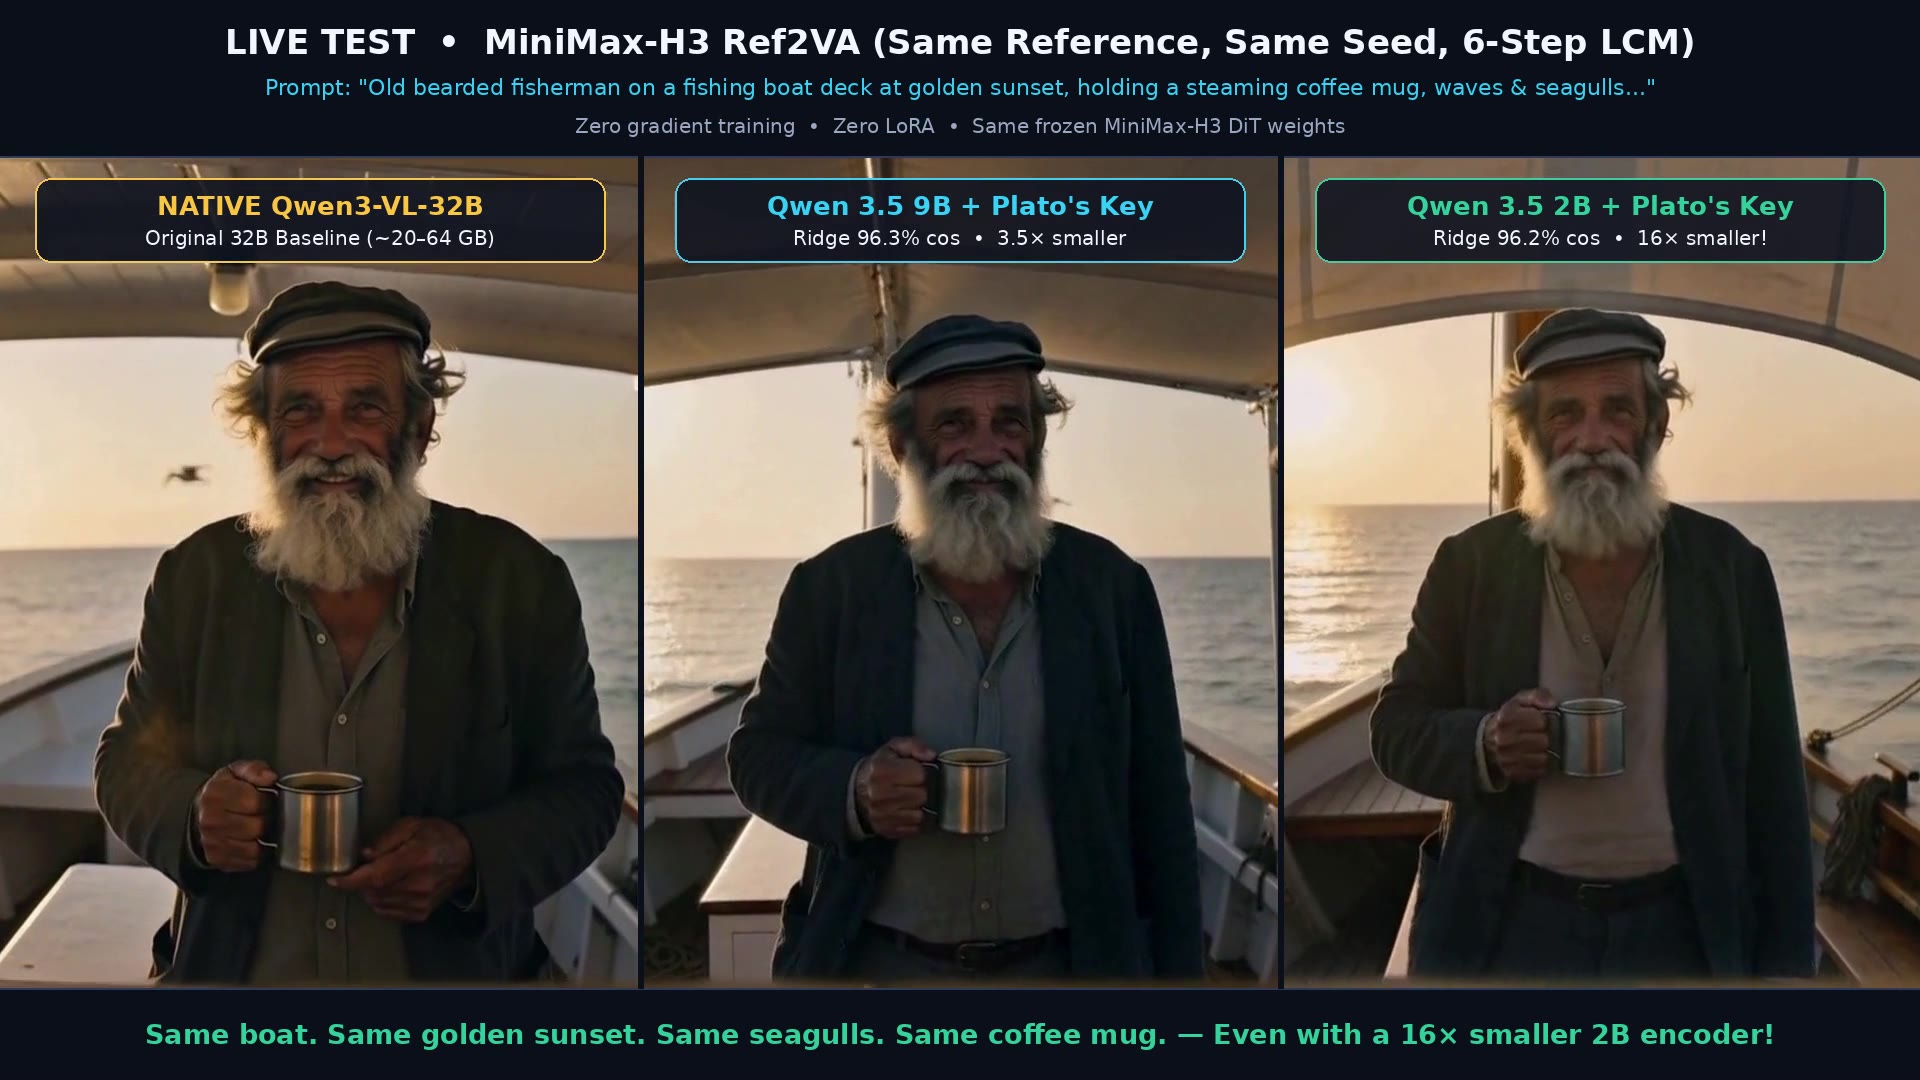 LIVE TEST • MiniMax-H3 Ref2VA (Same Reference, Same Seed, 6-Step LCM)
Prompt: "Old bearded fisherman on a fishing boat deck at golden sunset, holding a steaming coffee mug, waves & seagulls..."
Zero gradient training • Zero LoRA • Same frozen MiniMax-H3 DiT weights
NATIVE Qwen3-VL-32B
Original 32B Baseline (~20–64 GB)
Qwen 3.5 9B + Plato's Key
Ridge 96.3% cos • 3.5× smaller
Qwen 3.5 2B + Plato's Key
Ridge 96.2% cos • 16× smaller!
Same boat. Same golden sunset. Same seagulls. Same coffee mug. — Even with a 16× smaller 2B encoder!